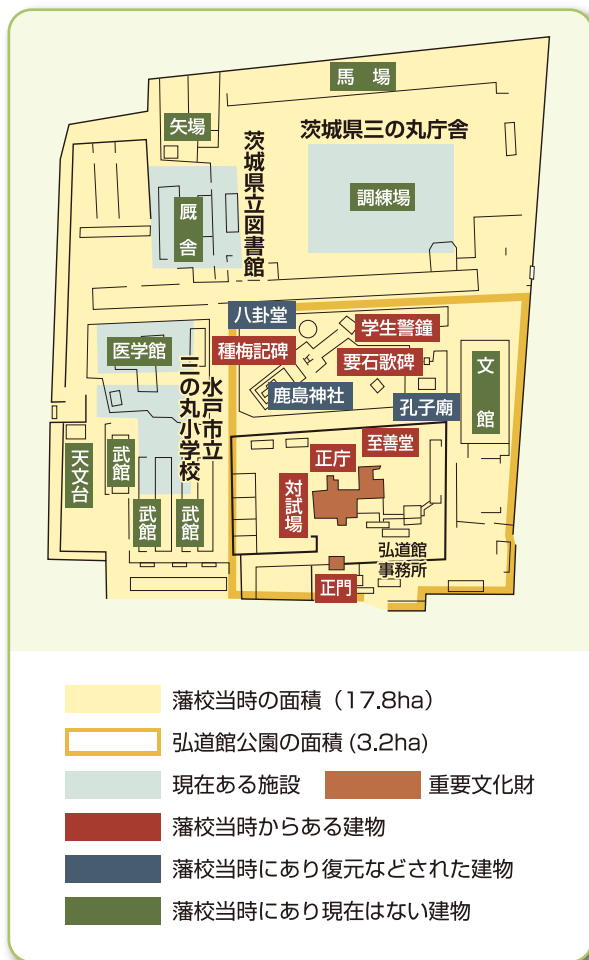 馬 場
矢場
茨城県三の丸庁舎
茨城県立図書館
調練場
厩 舎
八卦堂
学生警鐘
種梅記碑
要石歌碑
医学館
水戸市立
三の丸小学校
文 館
鹿島神社
孔子廟
至善堂
正庁
武館
天文台
対試場
武館
武館
弘道館
事務所
正門
藩校当時の面積（17.8ha）
弘道館公園の面積 (3.2ha)
現在ある施設
重要文化財
藩校当時からある建物
藩校当時にあり復元などされた建物
藩校当時にあり現在はない建物